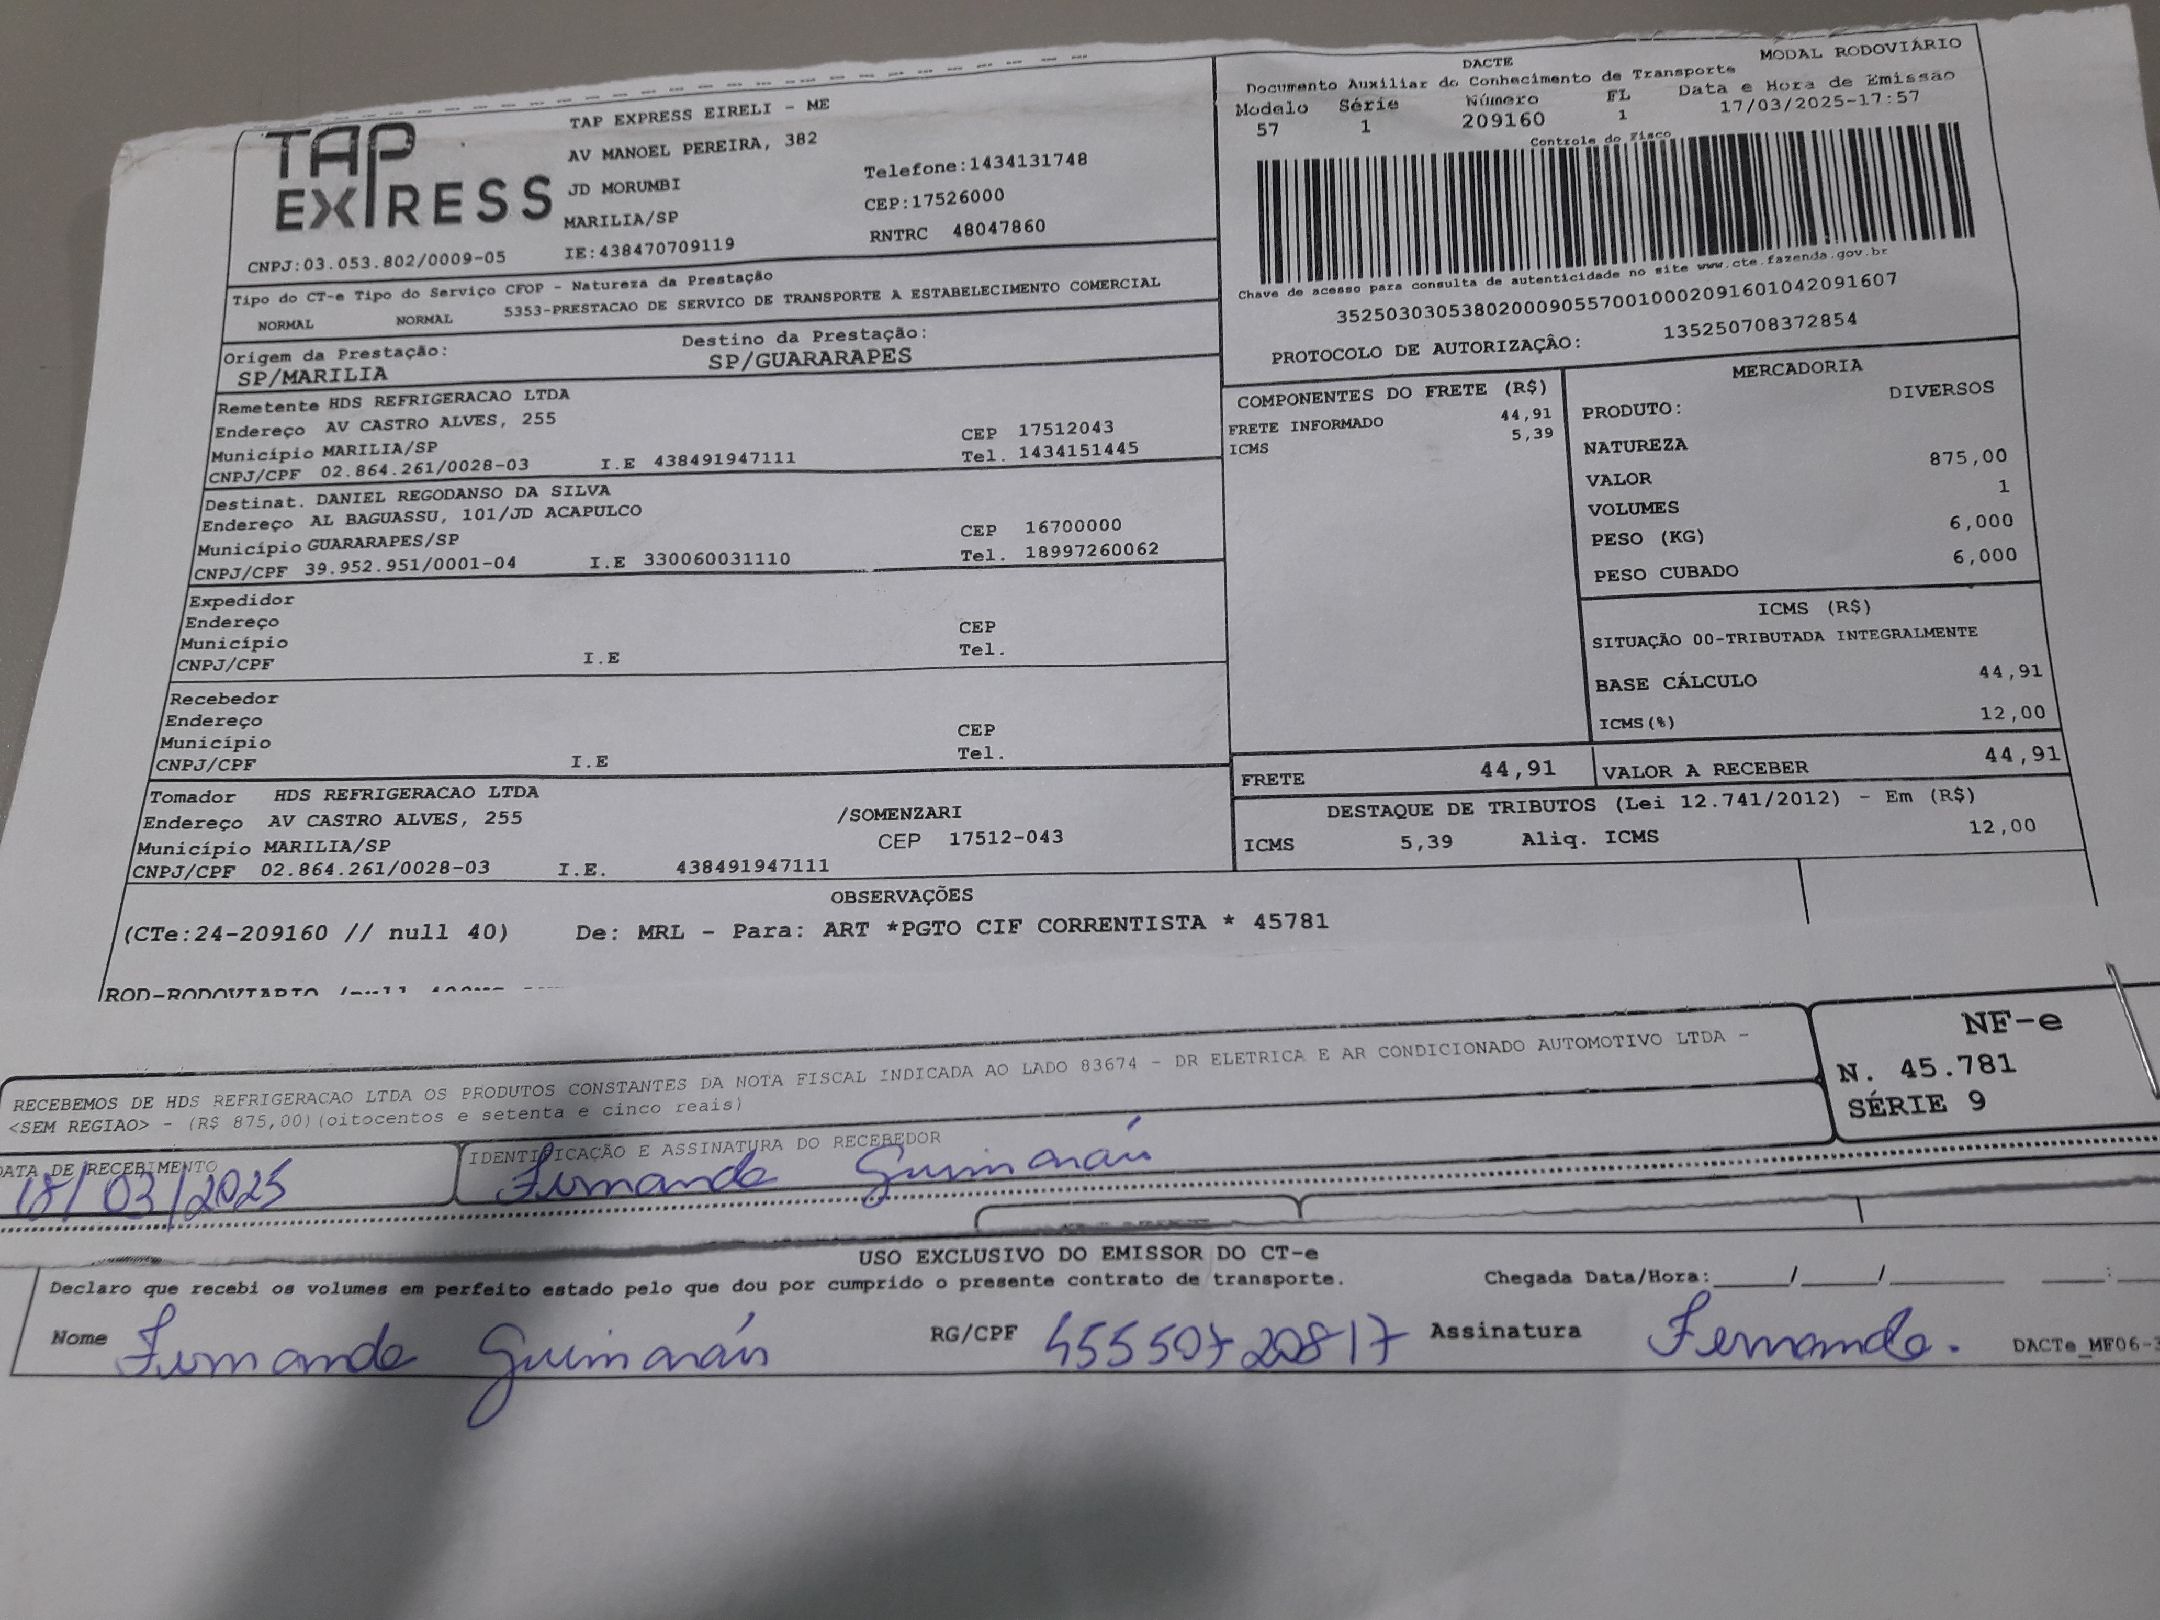 TAP EXPRESS
TAP EXPRESS EIRELI - ME
AV MANOEL PEREIRA, 382
JD MORUMBI Telefone:1434131748
MARILIA/SP CEP:17526000
CNPJ:03.053.802/0009-05 IE:438470709119 RNTRC 48047860
Tipo do CT-e Tipo do Serviço CFOP - Natureza da Prestação
NORMAL NORMAL 5353-PRESTACAO DE SERVICO DE TRANSPORTE A ESTABELECIMENTO COMERCIAL
Origem da Prestação: Destino da Prestação:
SP/MARILIA SP/GUARARAPES
Remetente HDS REFRIGERACAO LTDA
Endereço AV CASTRO ALVES, 255 CEP 17512043
Município MARILIA/SP Tel. 1434151445
CNPJ/CPF 02.864.261/0028-03 I.E 438491947111
Destinat. DANIEL REGODANSO DA SILVA
Endereço AL BAGUASSU, 101/JD ACAPULCO CEP 16700000
Município GUARARAPES/SP Tel. 18997260062
CNPJ/CPF 39.952.951/0001-04 I.E 330060031110
Expedidor
Endereço CEP
Município Tel.
CNPJ/CPF I.E
Recebedor
Endereço CEP
Município Tel.
CNPJ/CPF I.E
Tomador HDS REFRIGERACAO LTDA
Endereço AV CASTRO ALVES, 255 /SOMENZARI
Município MARILIA/SP CEP 17512-043
CNPJ/CPF 02.864.261/0028-03 I.E. 438491947111
DACTE MODAL RODOVIÁRIO
Documento Auxiliar do Conhecimento de Transporte
Modelo Série Número FL Data e Hora de Emissão
57 1 209160 1 17/03/2025-17:57
Controle do Fisco
Chave de acesso para consulta de autenticidade no site www.cte.fazenda.gov.br
35250303053802000905570010002091601042091607
PROTOCOLO DE AUTORIZAÇÃO: 135250708372854
COMPONENTES DO FRETE (R$)
FRETE INFORMADO 44,91
ICMS 5,39
MERCADORIA
PRODUTO: DIVERSOS
NATUREZA
VALOR 875,00
VOLUMES 1
PESO (KG) 6,000
PESO CUBADO 6,000
ICMS (R$)
SITUAÇÃO 00-TRIBUTADA INTEGRALMENTE
BASE CÁLCULO 44,91
ICMS(%) 12,00
FRETE 44,91 VALOR A RECEBER 44,91
DESTAQUE DE TRIBUTOS (Lei 12.741/2012) - Em (R$)
ICMS 5,39 Aliq. ICMS 12,00
OBSERVAÇÕES
(CTe:24-209160 // null 40) De: MRL - Para: ART *PGTO CIF CORRENTISTA * 45781
ROD-RODOVIARIO
RECEBEMOS DE HDS REFRIGERACAO LTDA OS PRODUTOS CONSTANTES DA NOTA FISCAL INDICADA AO LADO 83674 - DR ELETRICA E AR CONDICIONADO AUTOMOTIVO LTDA -
<SEM REGIAO> - (R$ 875,00)(oitocentos e setenta e cinco reais)
NF-e
N. 45.781
SÉRIE 9
DATA DE RECEBIMENTO IDENTIFICAÇÃO E ASSINATURA DO RECEBEDOR
18/03/2025 Fernanda Guimarães
USO EXCLUSIVO DO EMISSOR DO CT-e
Declaro que recebi os volumes em perfeito estado pelo que dou por cumprido o presente contrato de transporte. Chegada Data/Hora:____/____/______ ___:__
Nome Fernanda Guimarães RG/CPF 45550720817 Assinatura Fernanda. DACTe_MF06-3